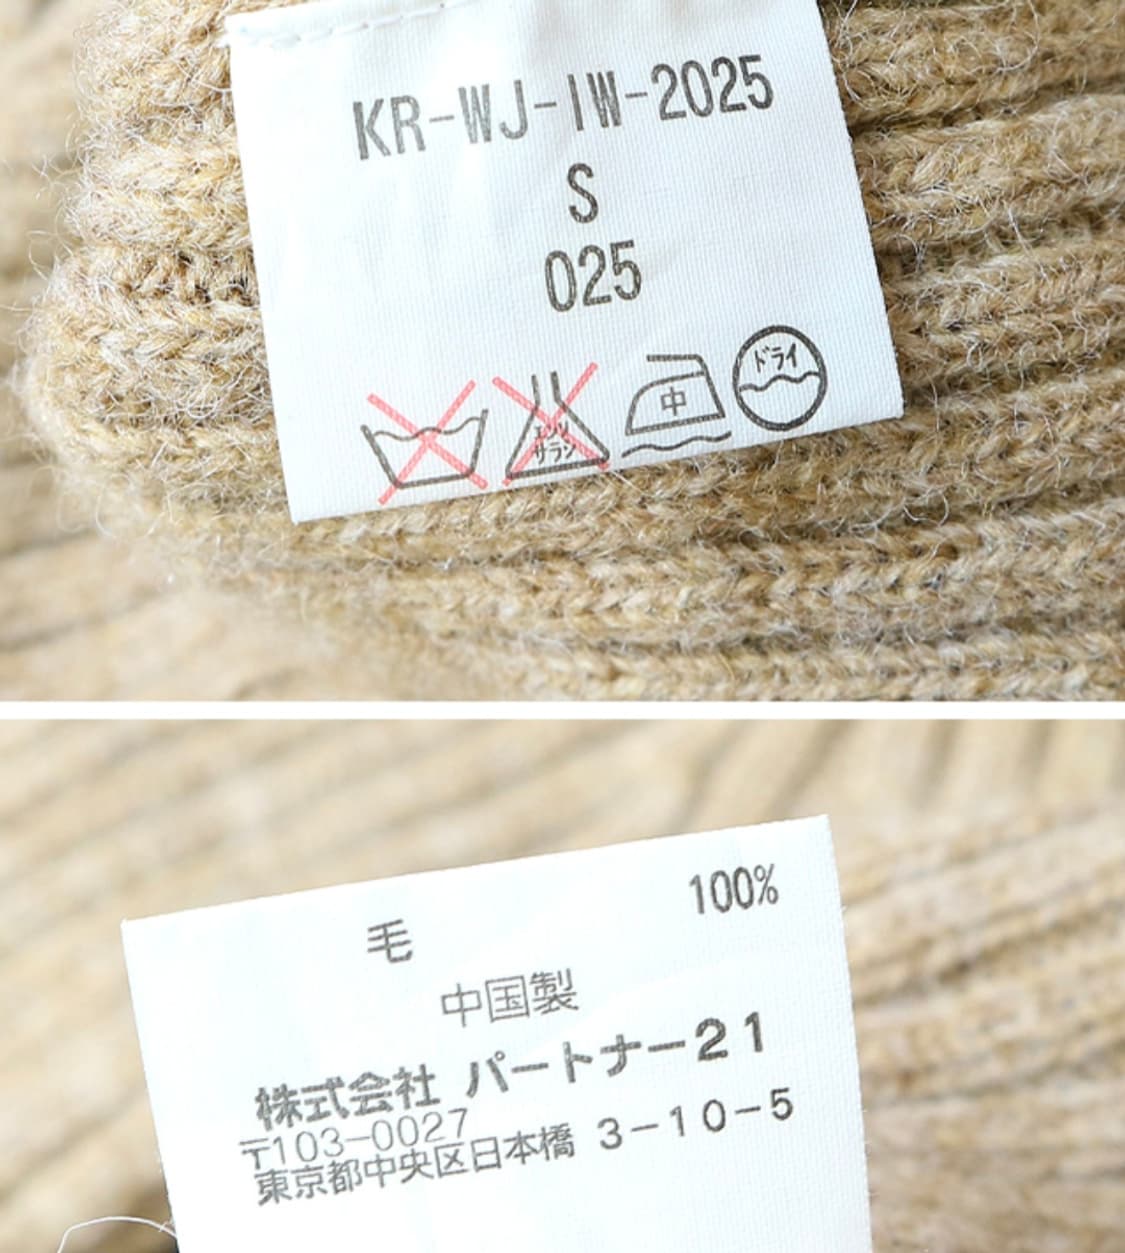 KR-WJ-IW-2025
S
025
エンソ
サラシ
中
ドライ
毛 100%
中国製
株式会社 パートナー21
〒103-0027
東京都中央区日本橋 3-10-5